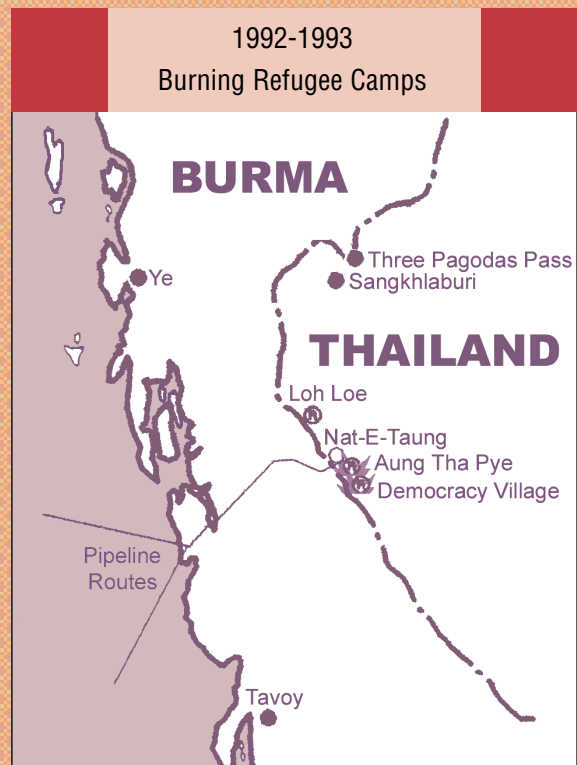 1992-1993
Burning Refugee Camps
BURMA
Three Pagodas Pass
Ye
Sangkhlaburi
THAILAND
Loh Loe
Nat-E-Taung
Aung Tha Pye
Democracy Village
Pipeline
Routes
Tavoy